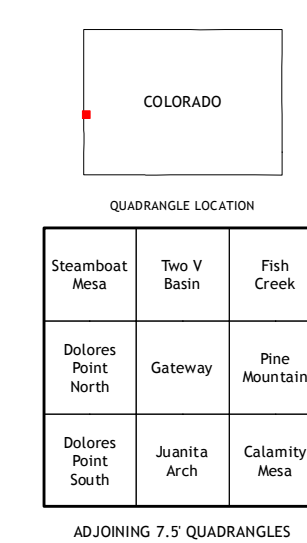 COLORADO
QUADRANGLE LOCATION
Steamboat
Mesa
Two V
Basin
Fish
Creek
Dolores
Point
North
Gateway
Pine
Mountain
Dolores
Point
South
Juanita
Arch
Calamity
Mesa
ADJOINING 7.5' QUADRANGLES